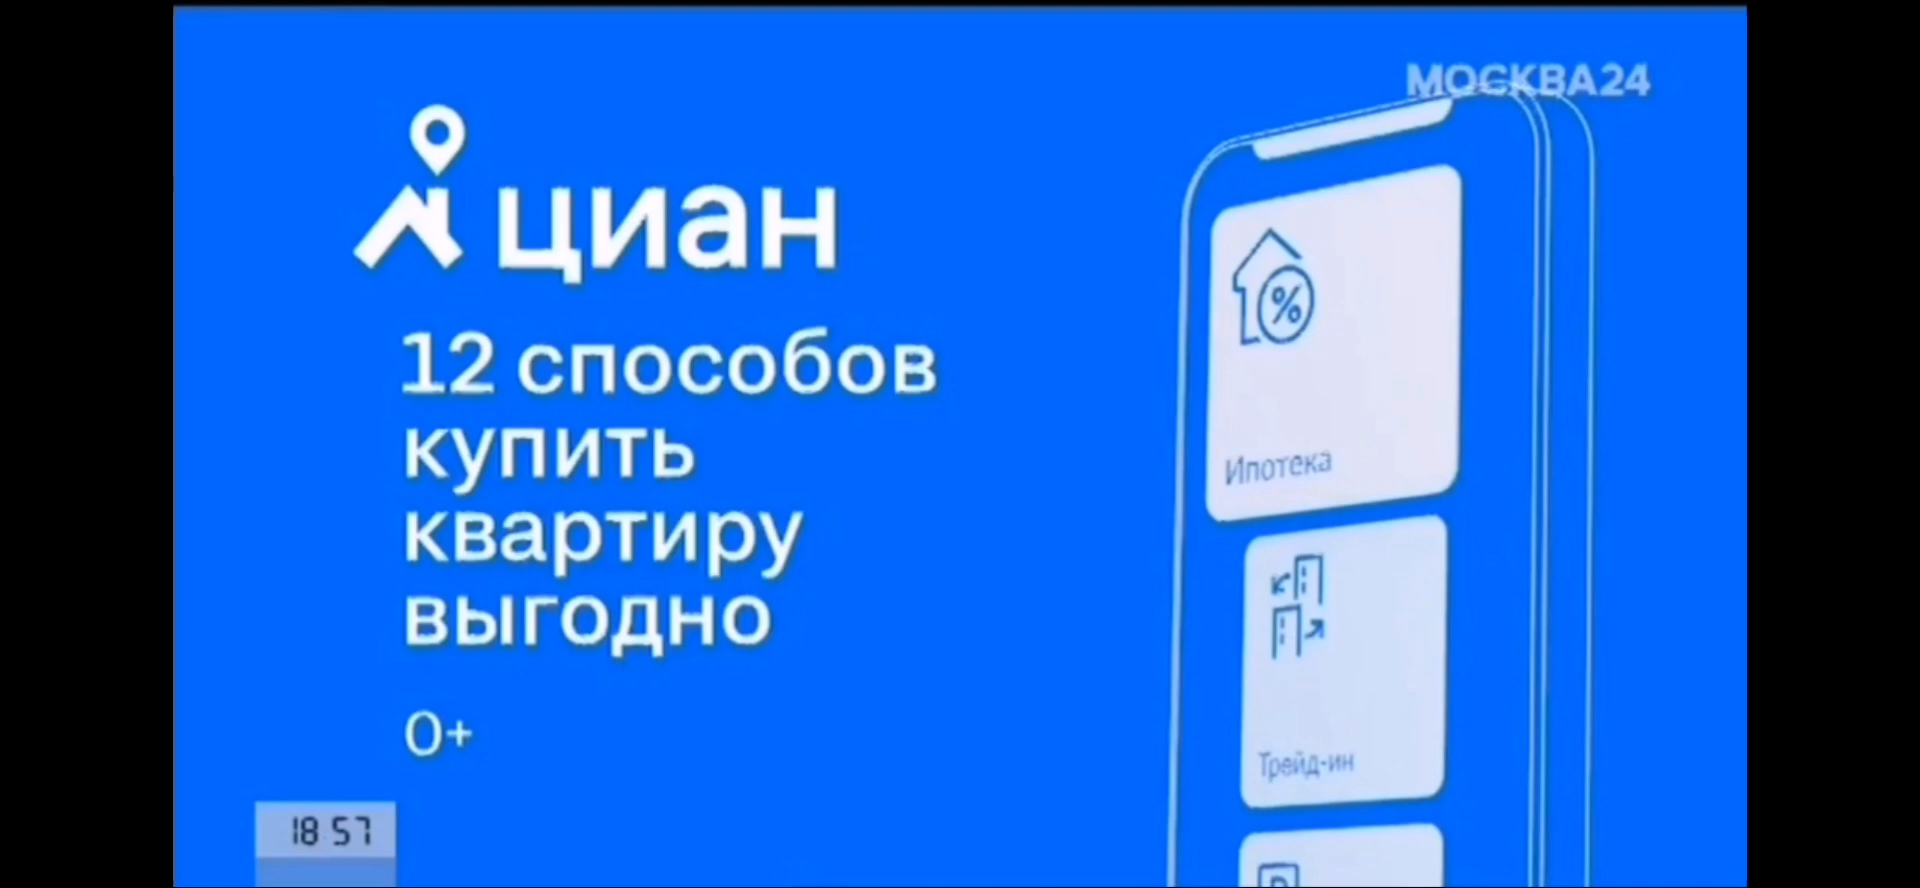 МОСКВА24
циан
12 способов
купить
квартиру
выгодно
0+
Ипотека
Трейд-ин
18 57